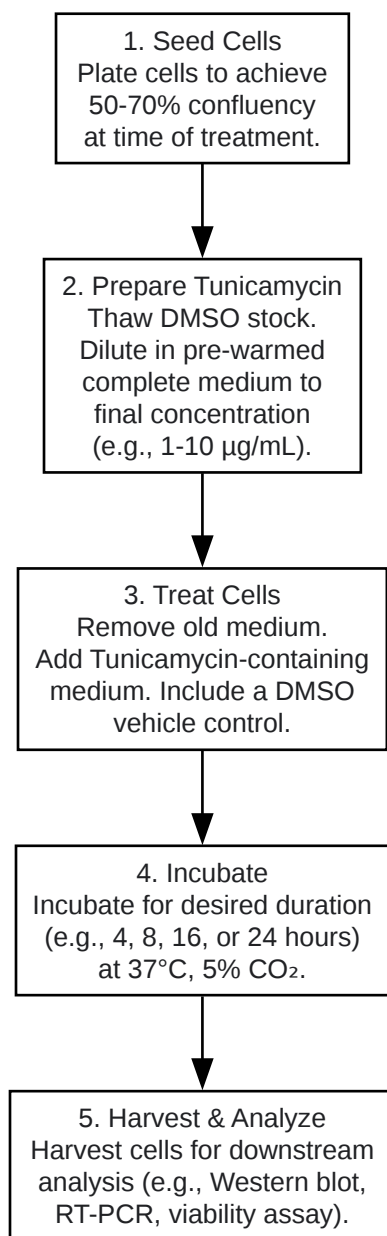 1. Seed Cells
Plate cells to achieve
50-70% confluency
at time of treatment.
2. Prepare Tunicamycin
Thaw DMSO stock.
Dilute in pre-warmed
complete medium to
final concentration
(e.g., 1-10 µg/mL).
3. Treat Cells
Remove old medium.
Add Tunicamycin-containing
medium. Include a DMSO
vehicle control.
4. Incubate
Incubate for desired duration
(e.g., 4, 8, 16, or 24 hours)
at 37°C, 5% CO₂.
5. Harvest & Analyze
Harvest cells for downstream
analysis (e.g., Western blot,
RT-PCR, viability assay).